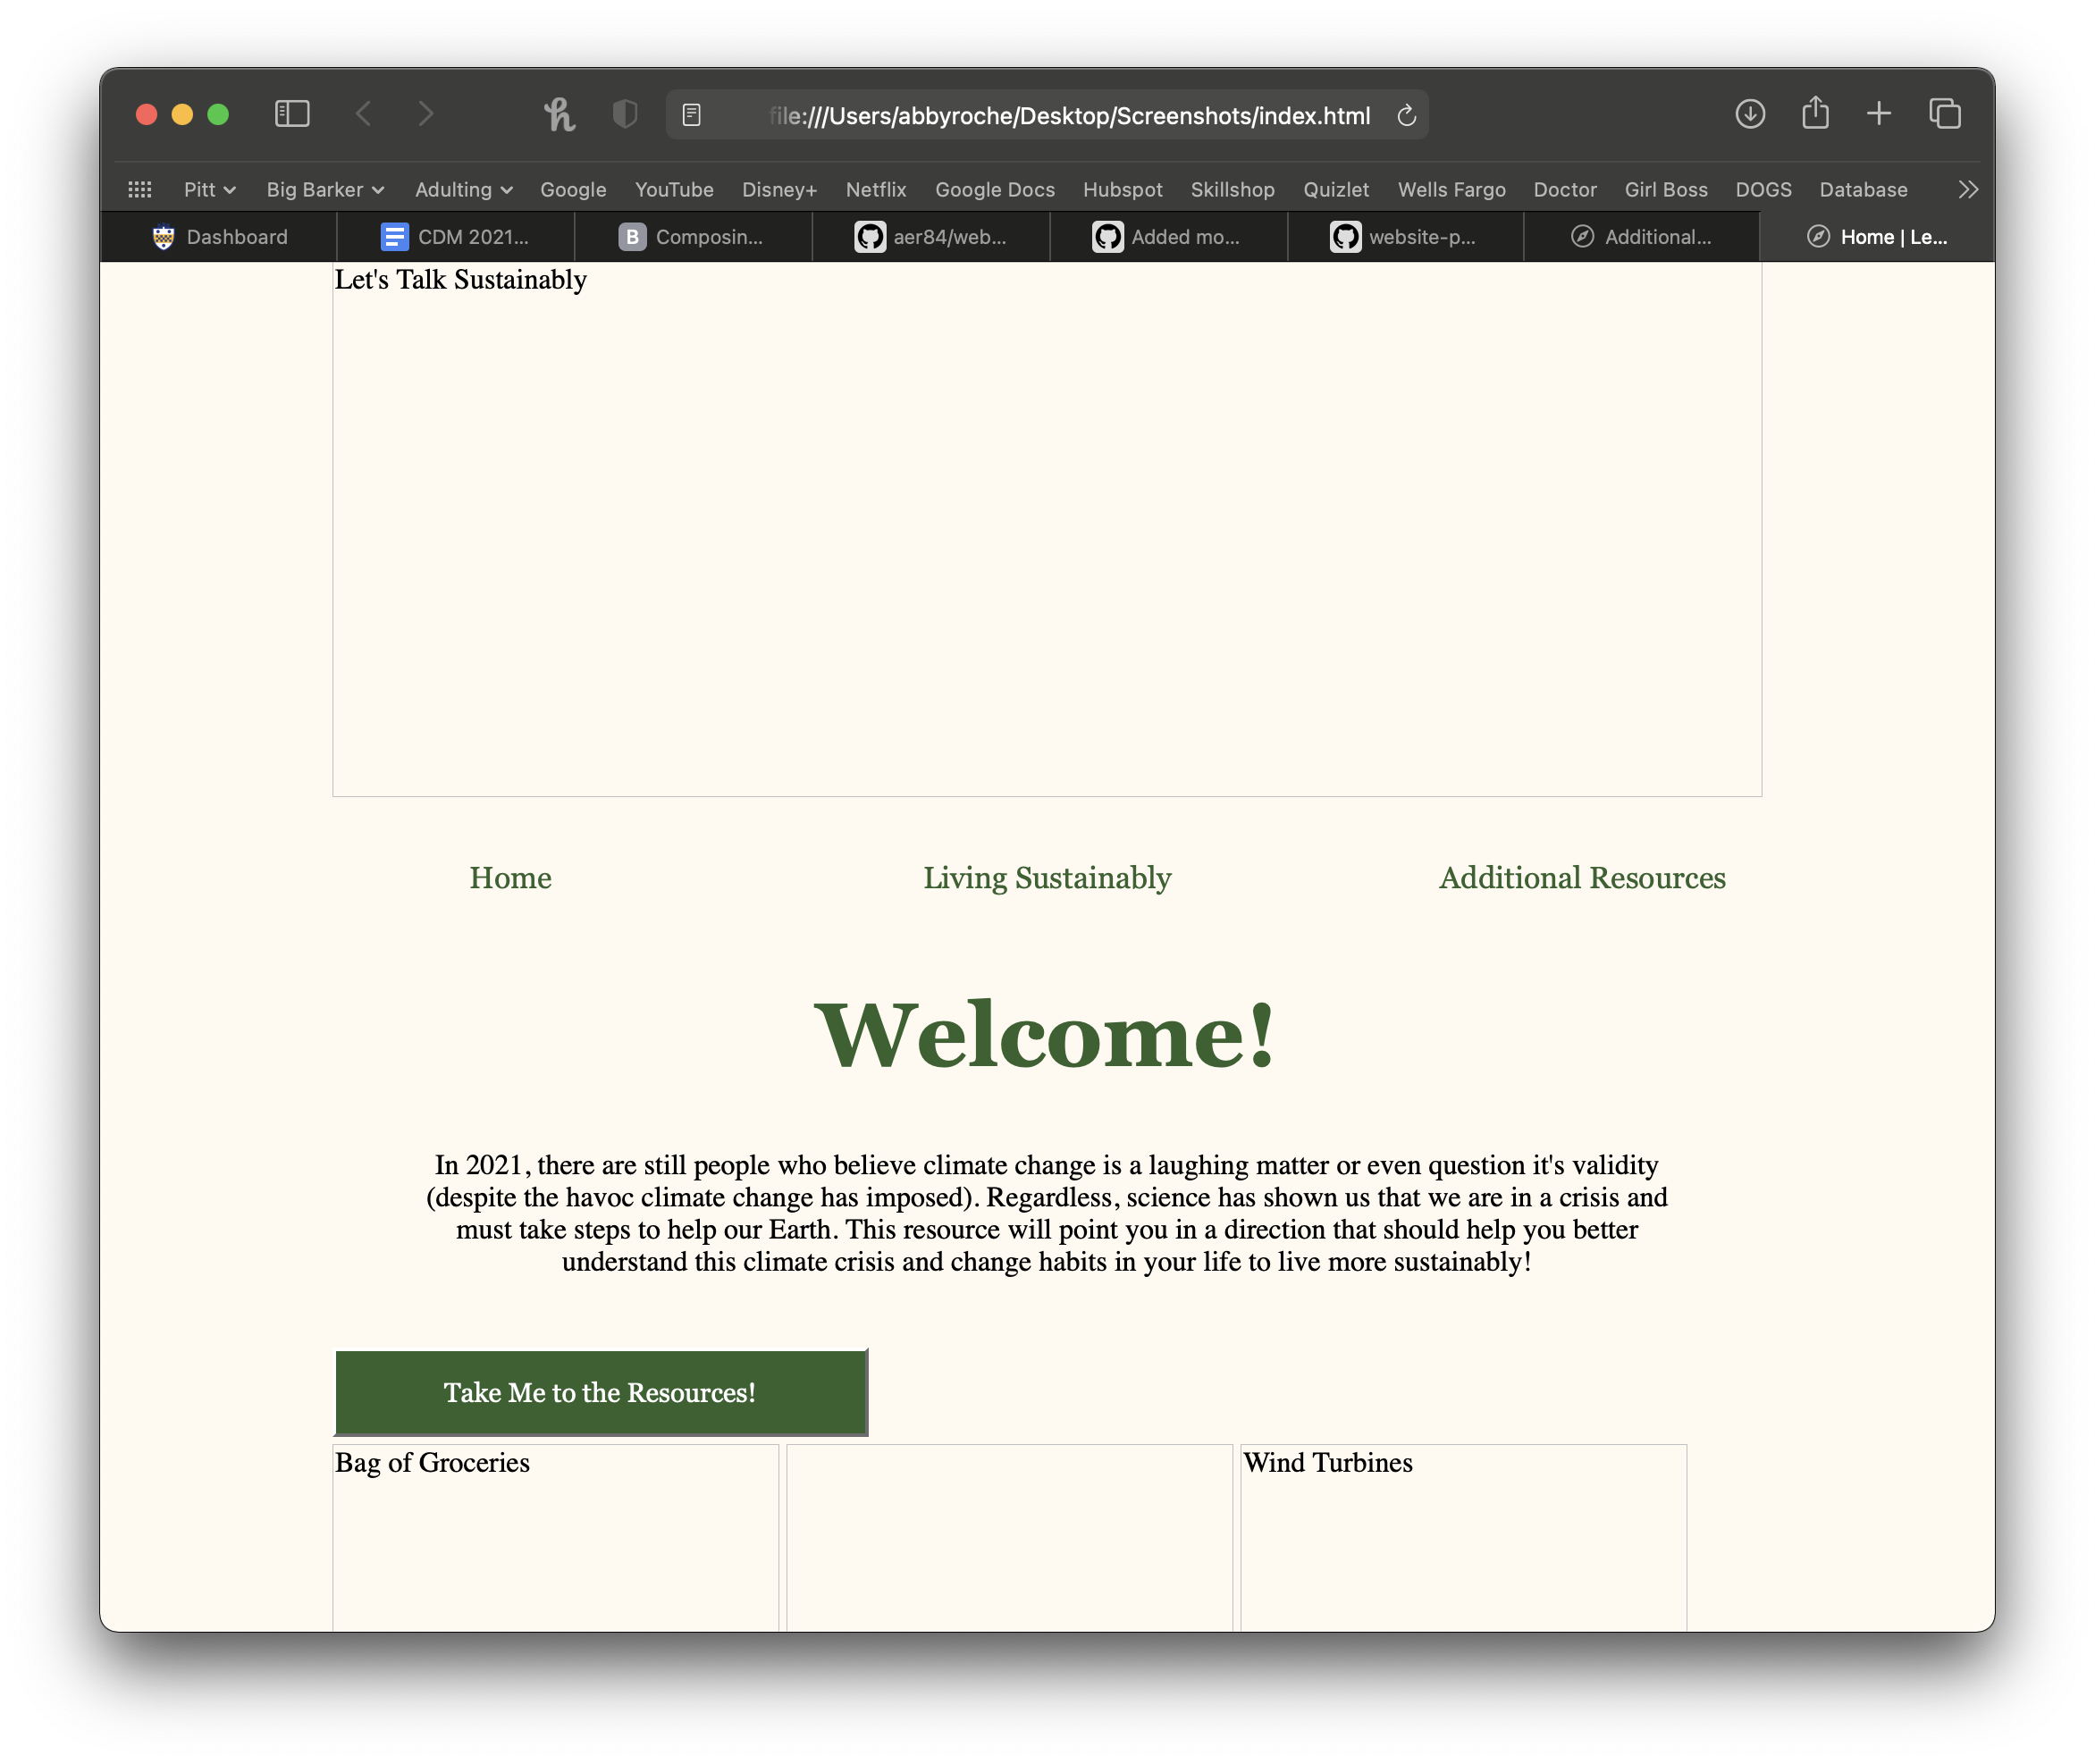 file:///Users/abbyroche/Desktop/Screenshots/index.html
Pitt Big Barker Adulting Google YouTube Disney+ Netflix Google Docs Hubspot Skillshop Quizlet Wells Fargo Doctor Girl Boss DOGS Database
Dashboard CDM 2021... B Composin... aer84/web... Added mo... website-p... Additional... Home | Le...
Let's Talk Sustainably
Home Living Sustainably Additional Resources
Welcome!
In 2021, there are still people who believe climate change is a laughing matter or even question it's validity
(despite the havoc climate change has imposed). Regardless, science has shown us that we are in a crisis and
must take steps to help our Earth. This resource will point you in a direction that should help you better
understand this climate crisis and change habits in your life to live more sustainably!
Take Me to the Resources!
Bag of Groceries Wind Turbines